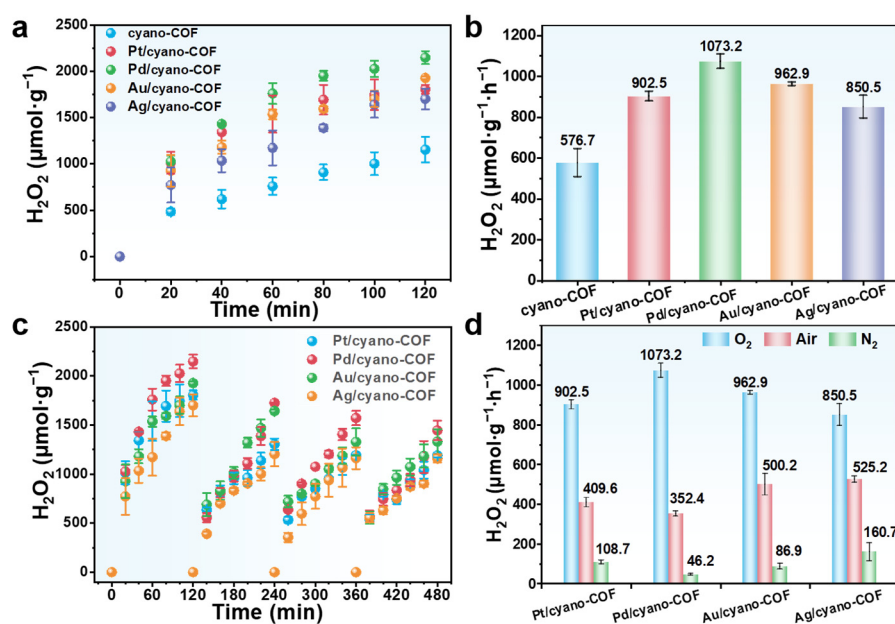 a
H₂O₂ (μmol·g⁻¹)
2500
2000
1500
1000
500
0
cyano-COF
Pt/cyano-COF
Pd/cyano-COF
Au/cyano-COF
Ag/cyano-COF
0 20 40 60 80 100 120
Time (min)
b
H₂O₂ (μmol·g⁻¹·h⁻¹)
1200
1000
800
600
400
200
0
576.7
902.5
1073.2
962.9
850.5
cyano-COF
Pt/cyano-COF
Pd/cyano-COF
Au/cyano-COF
Ag/cyano-COF
c
H₂O₂ (μmol·g⁻¹)
2500
2000
1500
1000
500
0
Pt/cyano-COF
Pd/cyano-COF
Au/cyano-COF
Ag/cyano-COF
0 60 120 180 240 300 360 420 480
Time (min)
d
H₂O₂ (μmol·g⁻¹·h⁻¹)
1200
1000
800
600
400
200
0
O₂ Air N₂
902.5
409.6
108.7
1073.2
352.4
46.2
962.9
500.2
86.9
850.5
525.2
160.7
Pt/cyano-COF
Pd/cyano-COF
Au/cyano-COF
Ag/cyano-COF